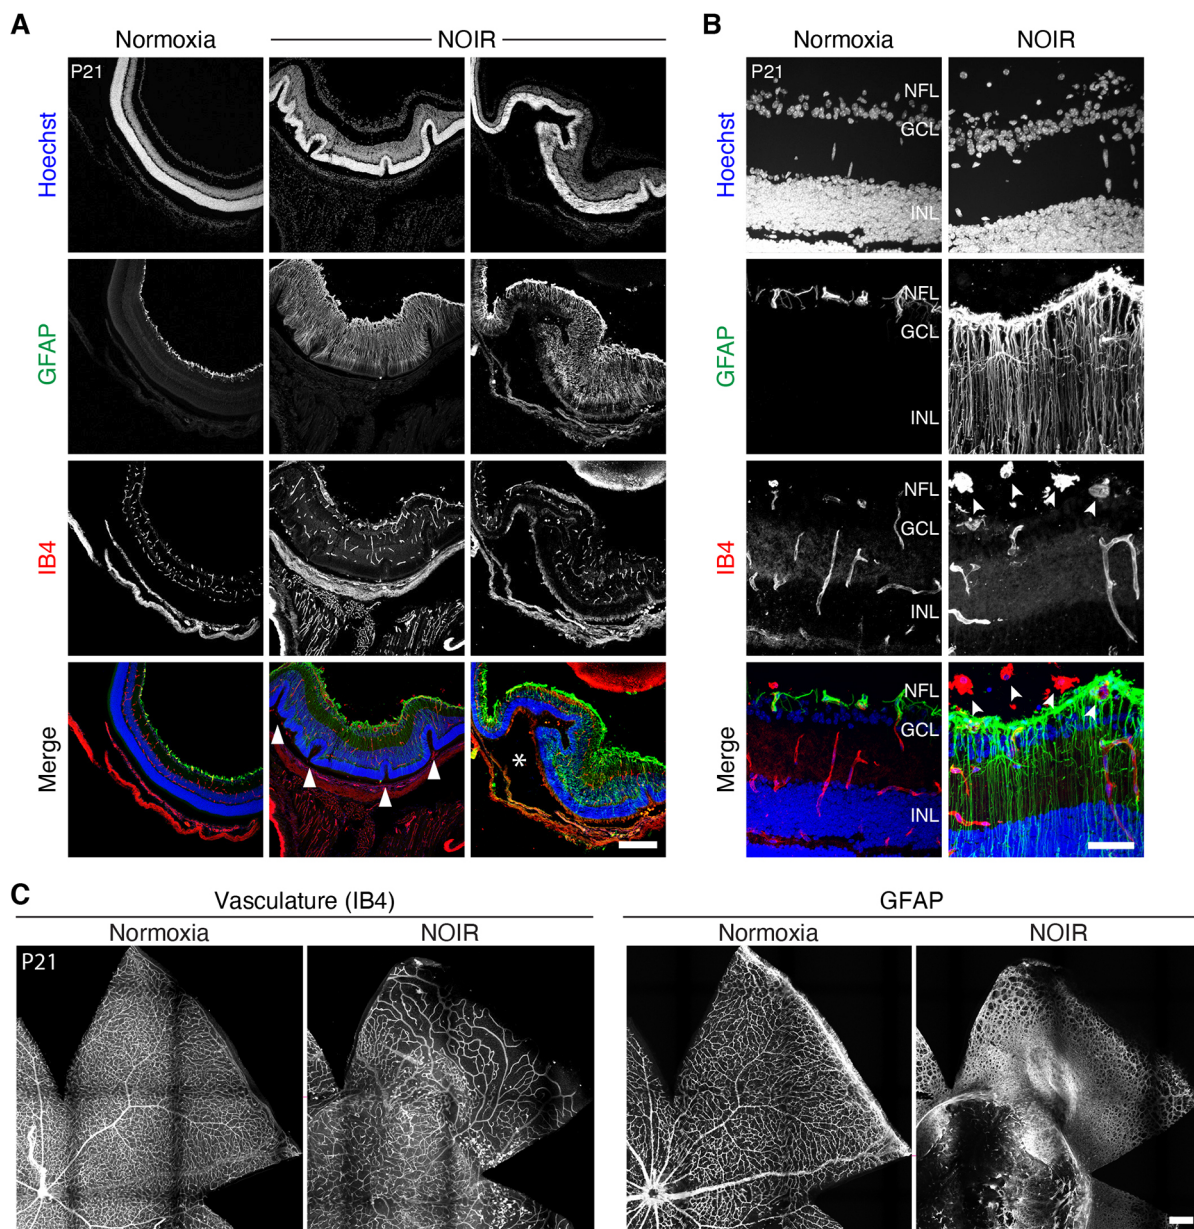 A
B
Normoxia
NOIR
Normoxia
NOIR
P21
P21
NFL
GCL
INL
Hoechst
Hoechst
NFL
GCL
INL
GFAP
GFAP
NFL
GCL
INL
IB4
IB4
*
NFL
GCL
INL
Merge
Merge
C
Vasculature (IB4)
GFAP
Normoxia
NOIR
Normoxia
NOIR
P21